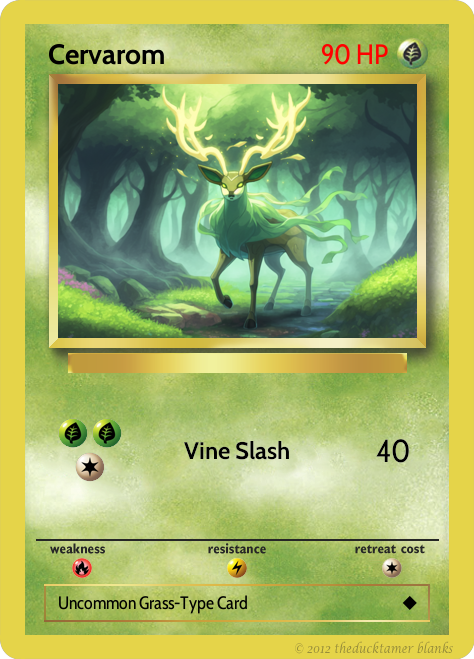 Cervarom 90 HP
Vine Slash 40
weakness resistance retreat cost
Uncommon Grass-Type Card
© 2012 theducktamer blanks